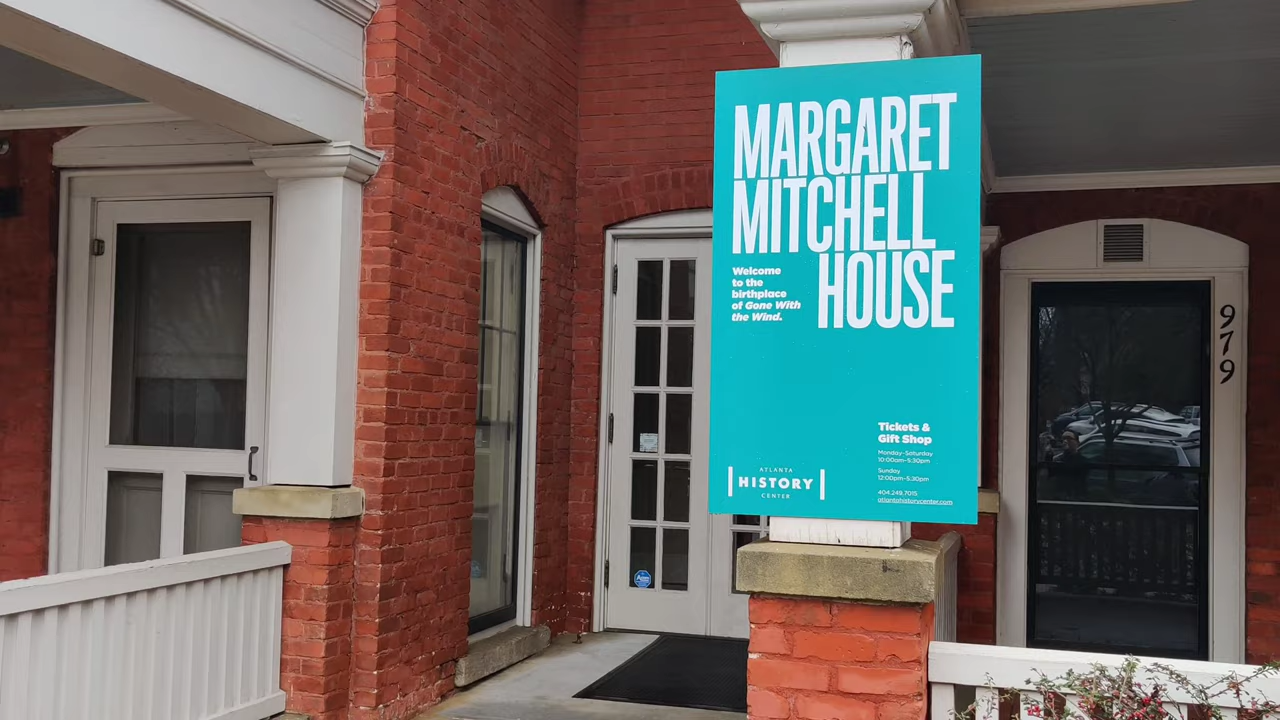 MARGARET
MITCHELL
HOUSE
Welcome
to the
birthplace
of Gone With
the Wind.
Tickets &
Gift Shop
Monday-Saturday
10:00am-5:30pm
Sunday
12:00pm-5:30pm
404.249.7015
atlantahistorycenter.com
ATLANTA
HISTORY
CENTER
979